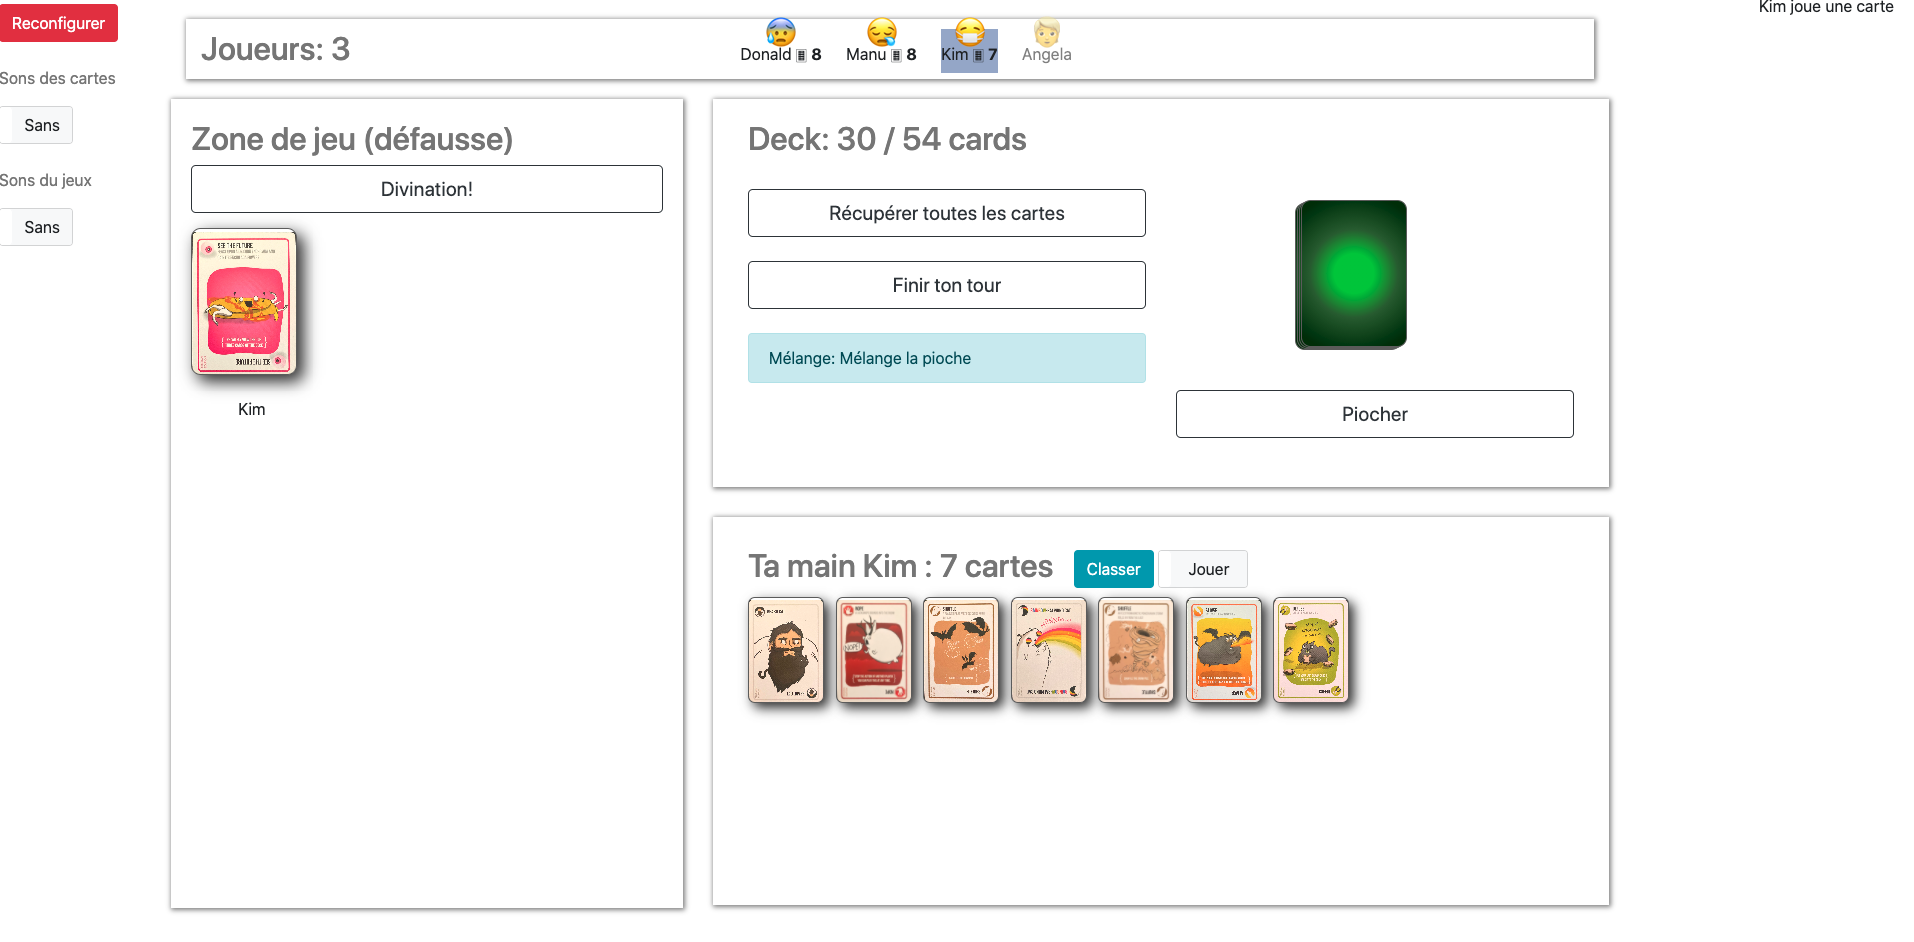 Reconfigurer
Kim joue une carte
Joueurs: 3
Donald 8
Manu 8
Kim 7
Angela
Sons des cartes
Sans
Sons du jeux
Sans
Zone de jeu (défausse)
Divination!
SEE THE FUTURE
Kim
Deck: 30 / 54 cards
Récupérer toutes les cartes
Finir ton tour
Mélange: Mélange la pioche
Piocher
Ta main Kim : 7 cartes
Classer
Jouer
NOPE
SHUFFLE